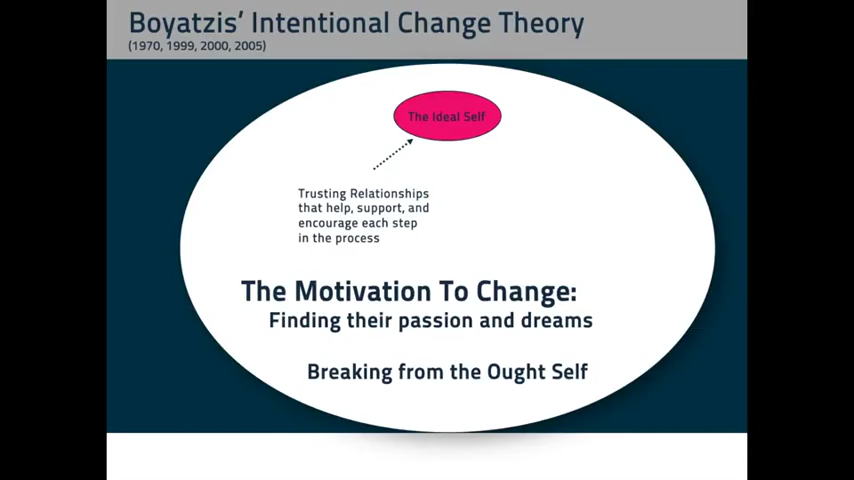 Boyatzis' Intentional Change Theory
(1970, 1999, 2000, 2005)
The Ideal Self
Trusting Relationships
that help, support, and
encourage each step
in the process
The Motivation To Change:
Finding their passion and dreams
Breaking from the Ought Self